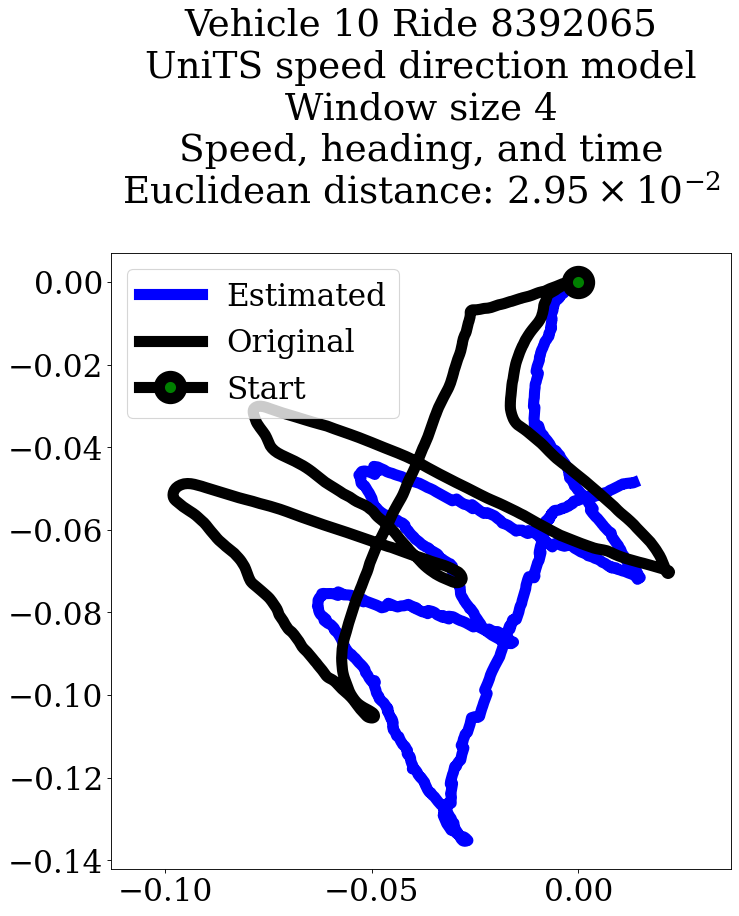 Vehicle 10 Ride 8392065
UniTS speed direction model
Window size 4
Speed, heading, and time
Euclidean distance: 2.95 × 10⁻²
Estimated
Original
Start
0.00
−0.02
−0.04
−0.06
−0.08
−0.10
−0.12
−0.14
−0.10
−0.05
0.00